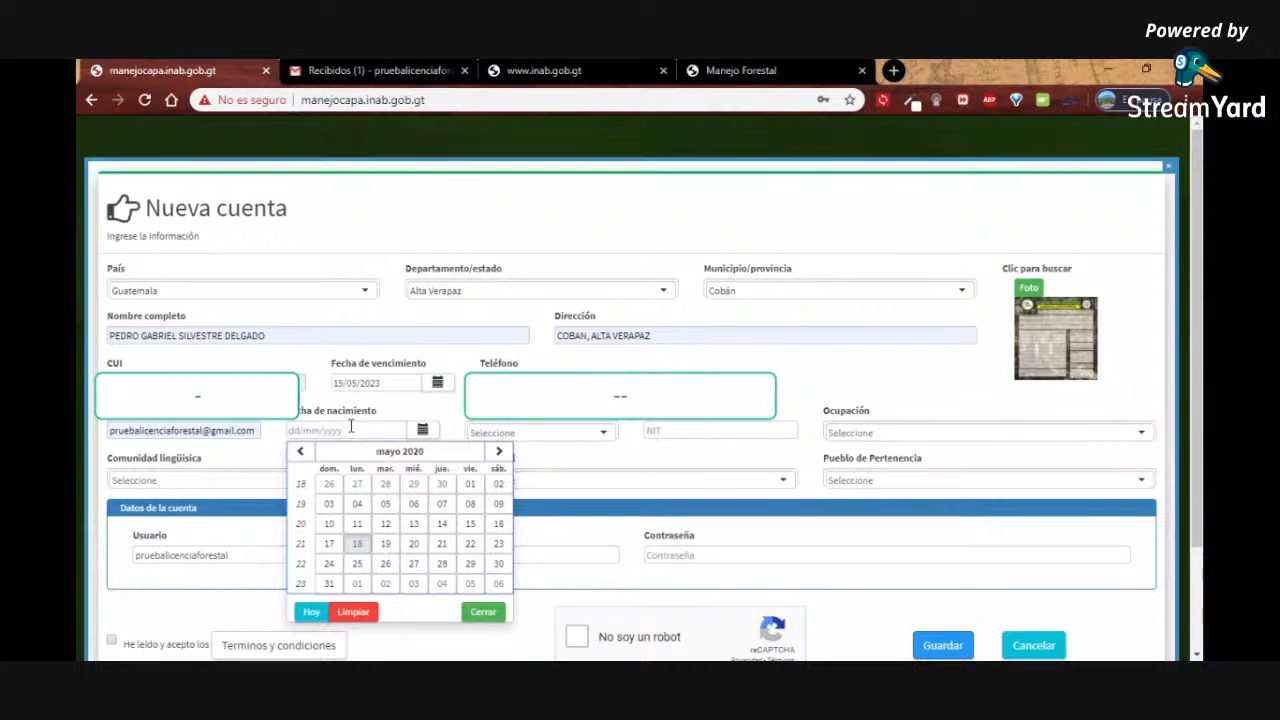 Powered by
StreamYard
manejocapa.inab.gob.gt
Recibidos (1) - pruebalicenciafor
www.inab.gob.gt
Manejo Forestal
No es seguro
manejocapa.inab.gob.gt
ABP
Nueva cuenta
Ingrese la información
País
Departamento/estado
Municipio/provincia
Clic para buscar
Guatemala
Alta Verapaz
Cobán
Foto
Nombre completo
Dirección
PEDRO GABRIEL SILVESTRE DELGADO
COBAN, ALTA VERAPAZ
CUI
Fecha de vencimiento
Teléfono
15/05/2023
-
--
cha de nacimiento
Ocupación
pruebalicenciaforestal@gmail.com
dd/mm/yyyy
Seleccione
NIT
Seleccione
Comunidad lingüisica
Pueblo de Pertenencia
Seleccione
Seleccione
mayo 2020
dom. lun. mar. mié. jue. vie. sáb.
18 26 27 28 29 30 01 02
19 03 04 05 06 07 08 09
20 10 11 12 13 14 15 16
21 17 18 19 20 21 22 23
22 24 25 26 27 28 29 30
23 31 01 02 03 04 05 06
Hoy
Limpiar
Cerrar
Datos de la cuenta
Usuario
Contraseña
pruebalicenciaforestal
Contraseña
He leído y acepto los
Terminos y condiciones
No soy un robot
reCAPTCHA
Privacidad - Términos
Guardar
Cancelar